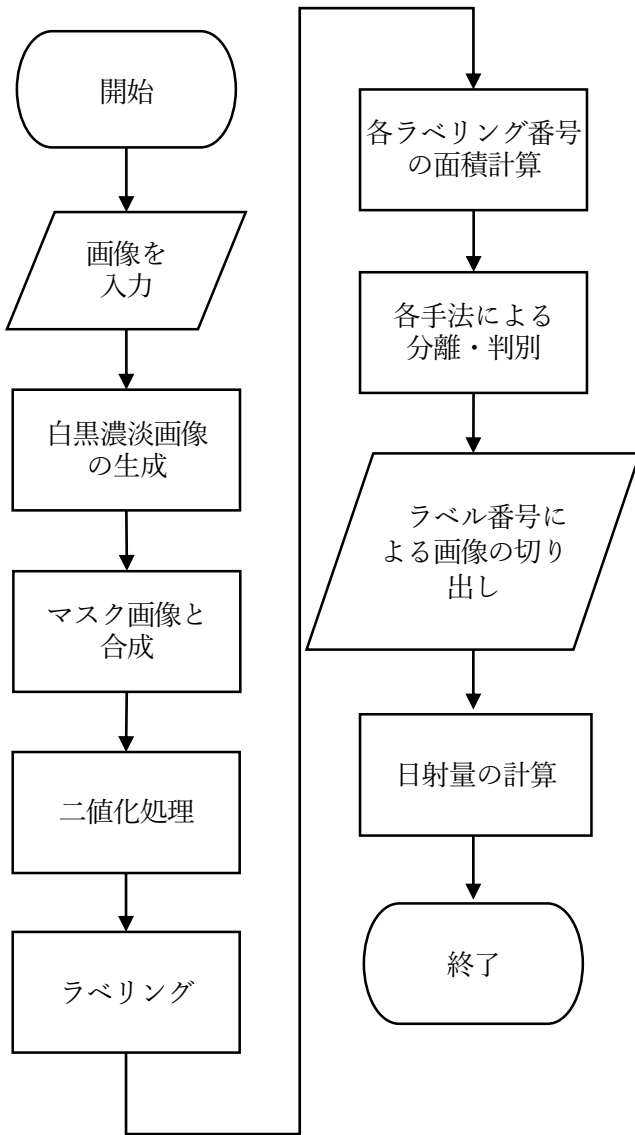 開始
画像を
入力
白黒濃淡画像
の生成
マスク画像と
合成
二値化処理
ラベリング
各ラベリング番号
の面積計算
各手法による
分離・判別
ラベル番号に
よる画像の切り
出し
日射量の計算
終了